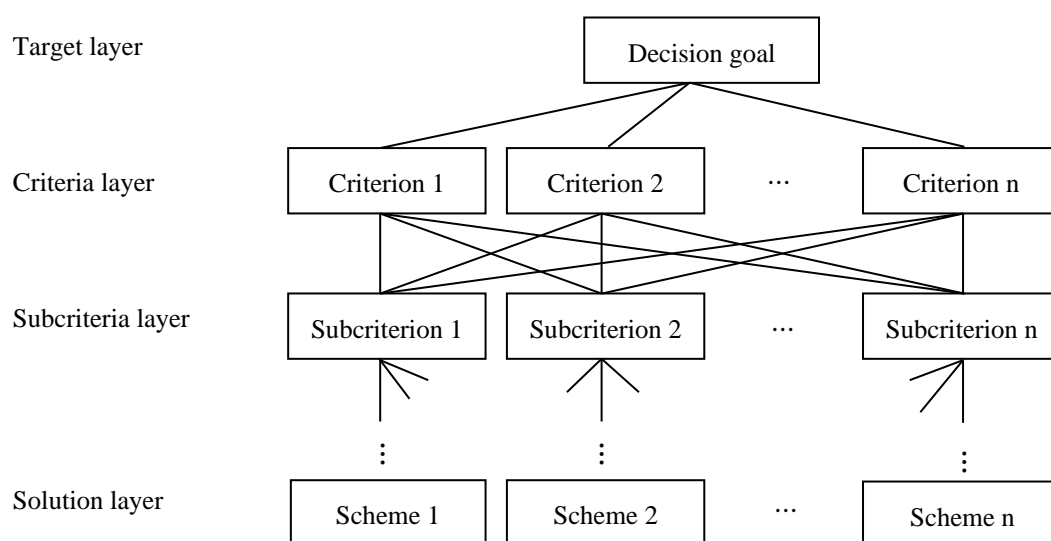 Target layer
Decision goal
Criteria layer
Criterion 1
Criterion 2
...
Criterion n
Subcriteria layer
Subcriterion 1
Subcriterion 2
...
Subcriterion n
⋮
⋮
⋮
Solution layer
Scheme 1
Scheme 2
...
Scheme n